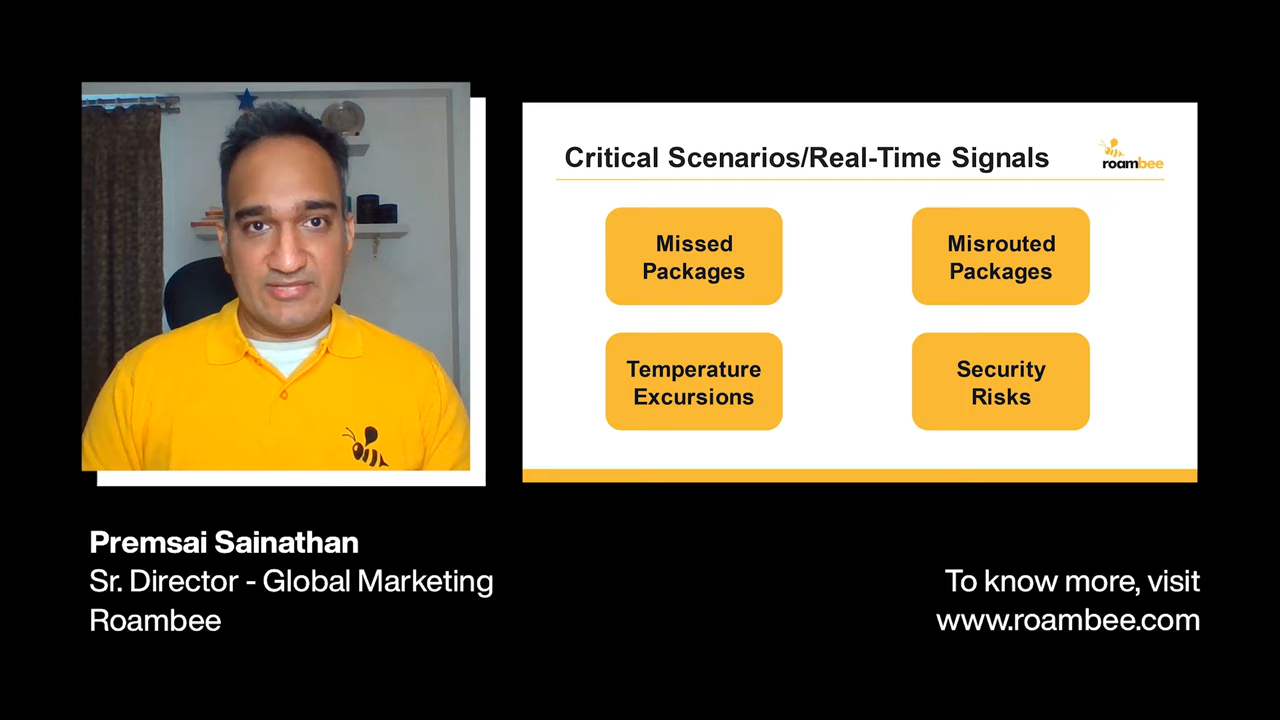 Critical Scenarios/Real-Time Signals
roambee
Missed
Packages
Misrouted
Packages
Temperature
Excursions
Security
Risks
Premsai Sainathan
Sr. Director - Global Marketing
Roambee
To know more, visit
www.roambee.com